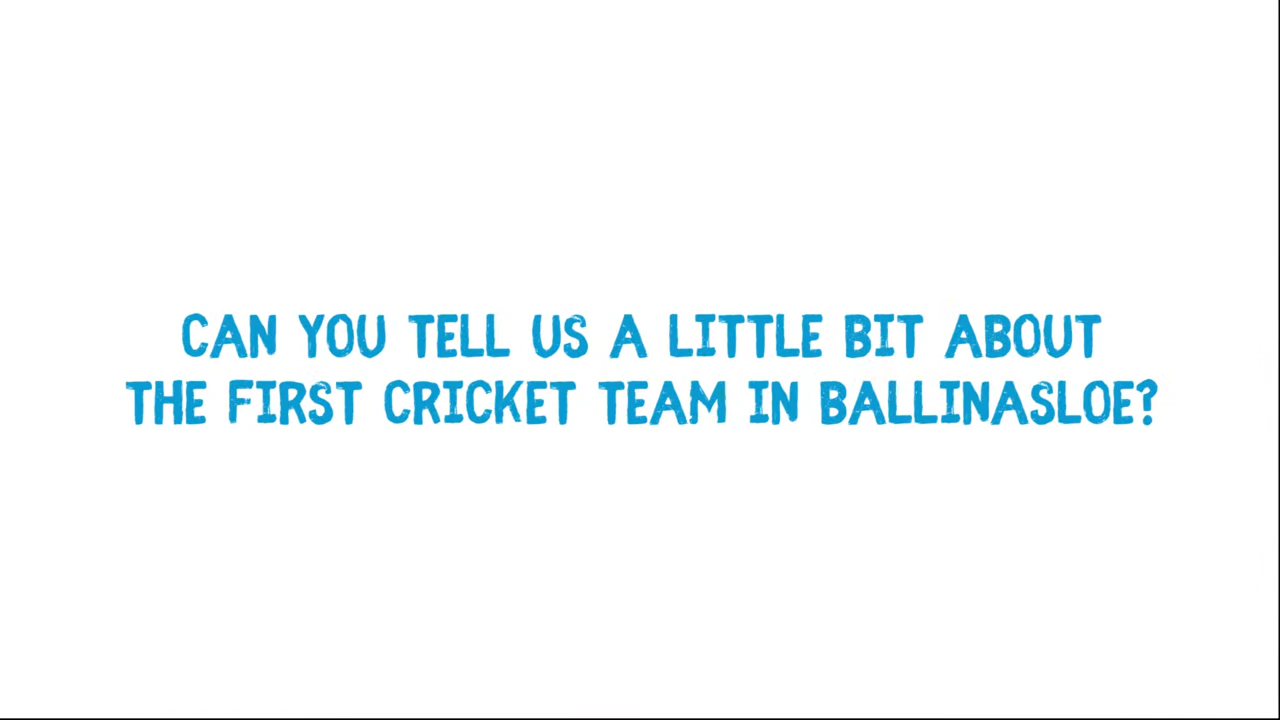 CAN YOU TELL US A LITTLE BIT ABOUT
THE FIRST CRICKET TEAM IN BALLINASLOE?